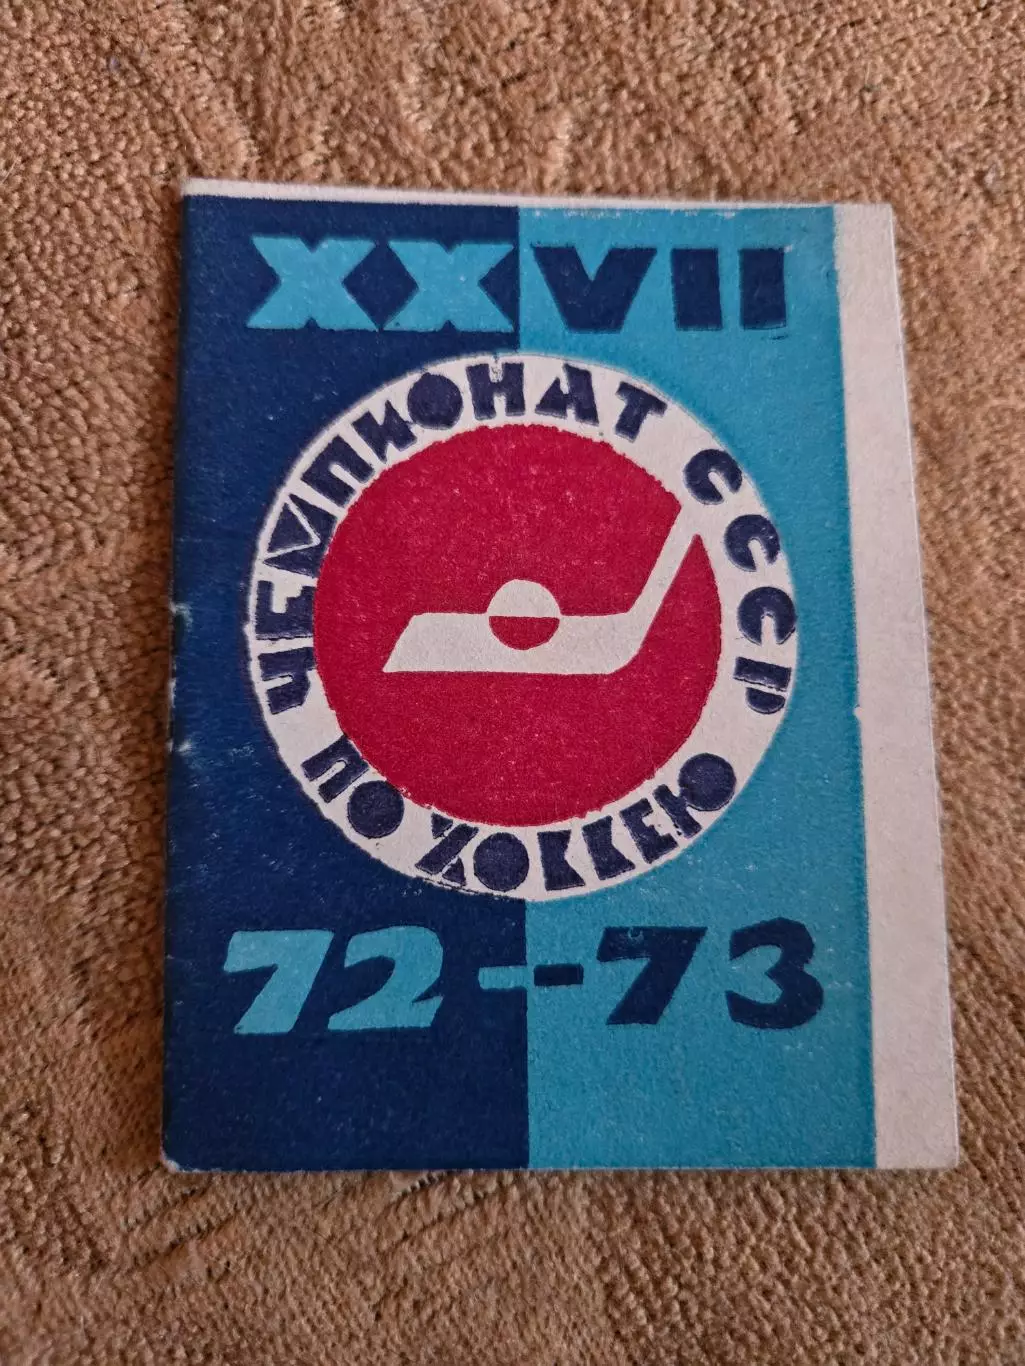 XXVII
ЧЕМПИОНАТ СССР
ПО ХОККЕЮ
72-73